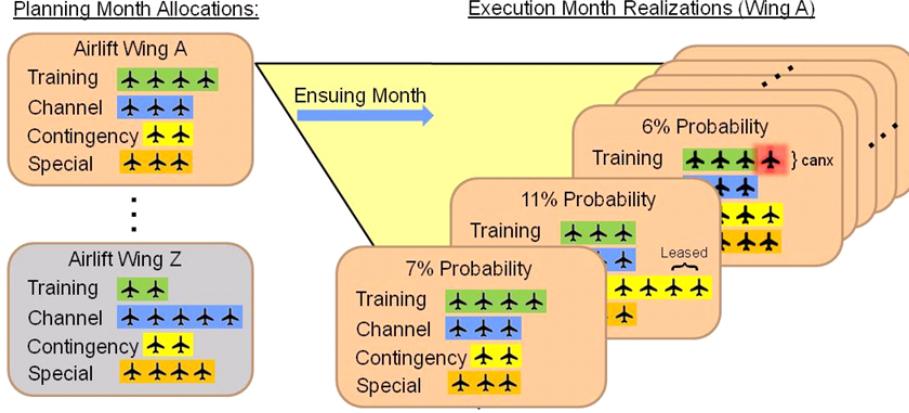 Planning Month Allocations:
Execution Month Realizations (Wing A)
Airlift Wing A
Training
Channel
Contingency
Special
Airlift Wing Z
Training
Channel
Contingency
Special
Ensuing Month
6% Probability
Training
} canx
11% Probability
Training
Leased
7% Probability
Training
Channel
Contingency
Special